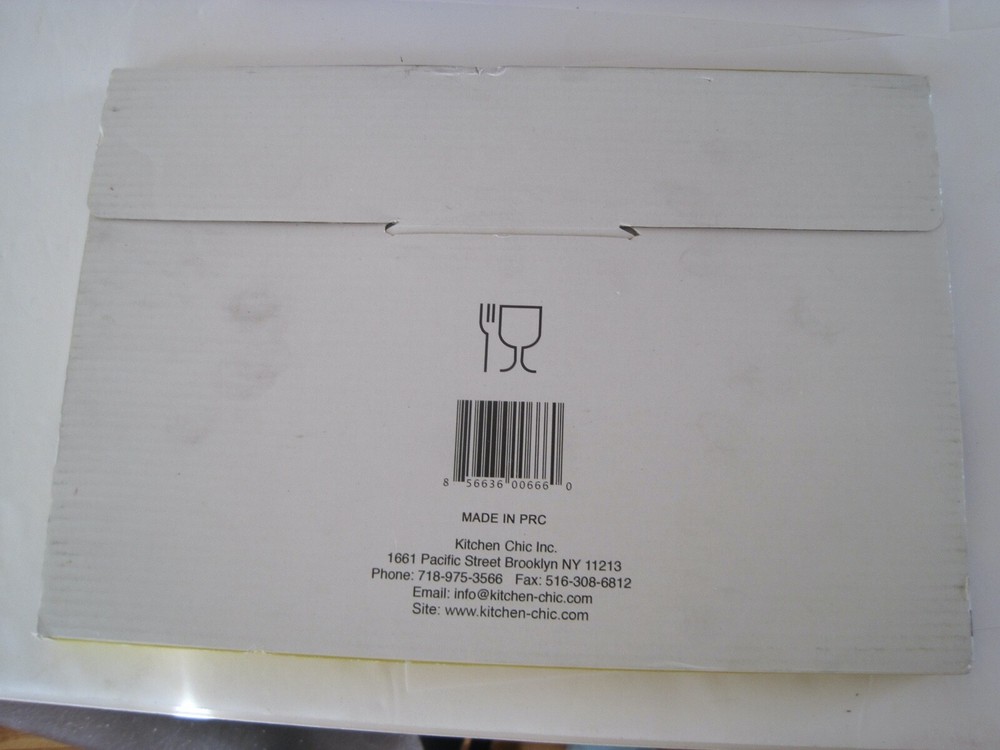 8 56636 00666 0
MADE IN PRC
Kitchen Chic Inc.
1661 Pacific Street Brooklyn NY 11213
Phone: 718-975-3566 Fax: 516-308-6812
Email: info@kitchen-chic.com
Site: www.kitchen-chic.com